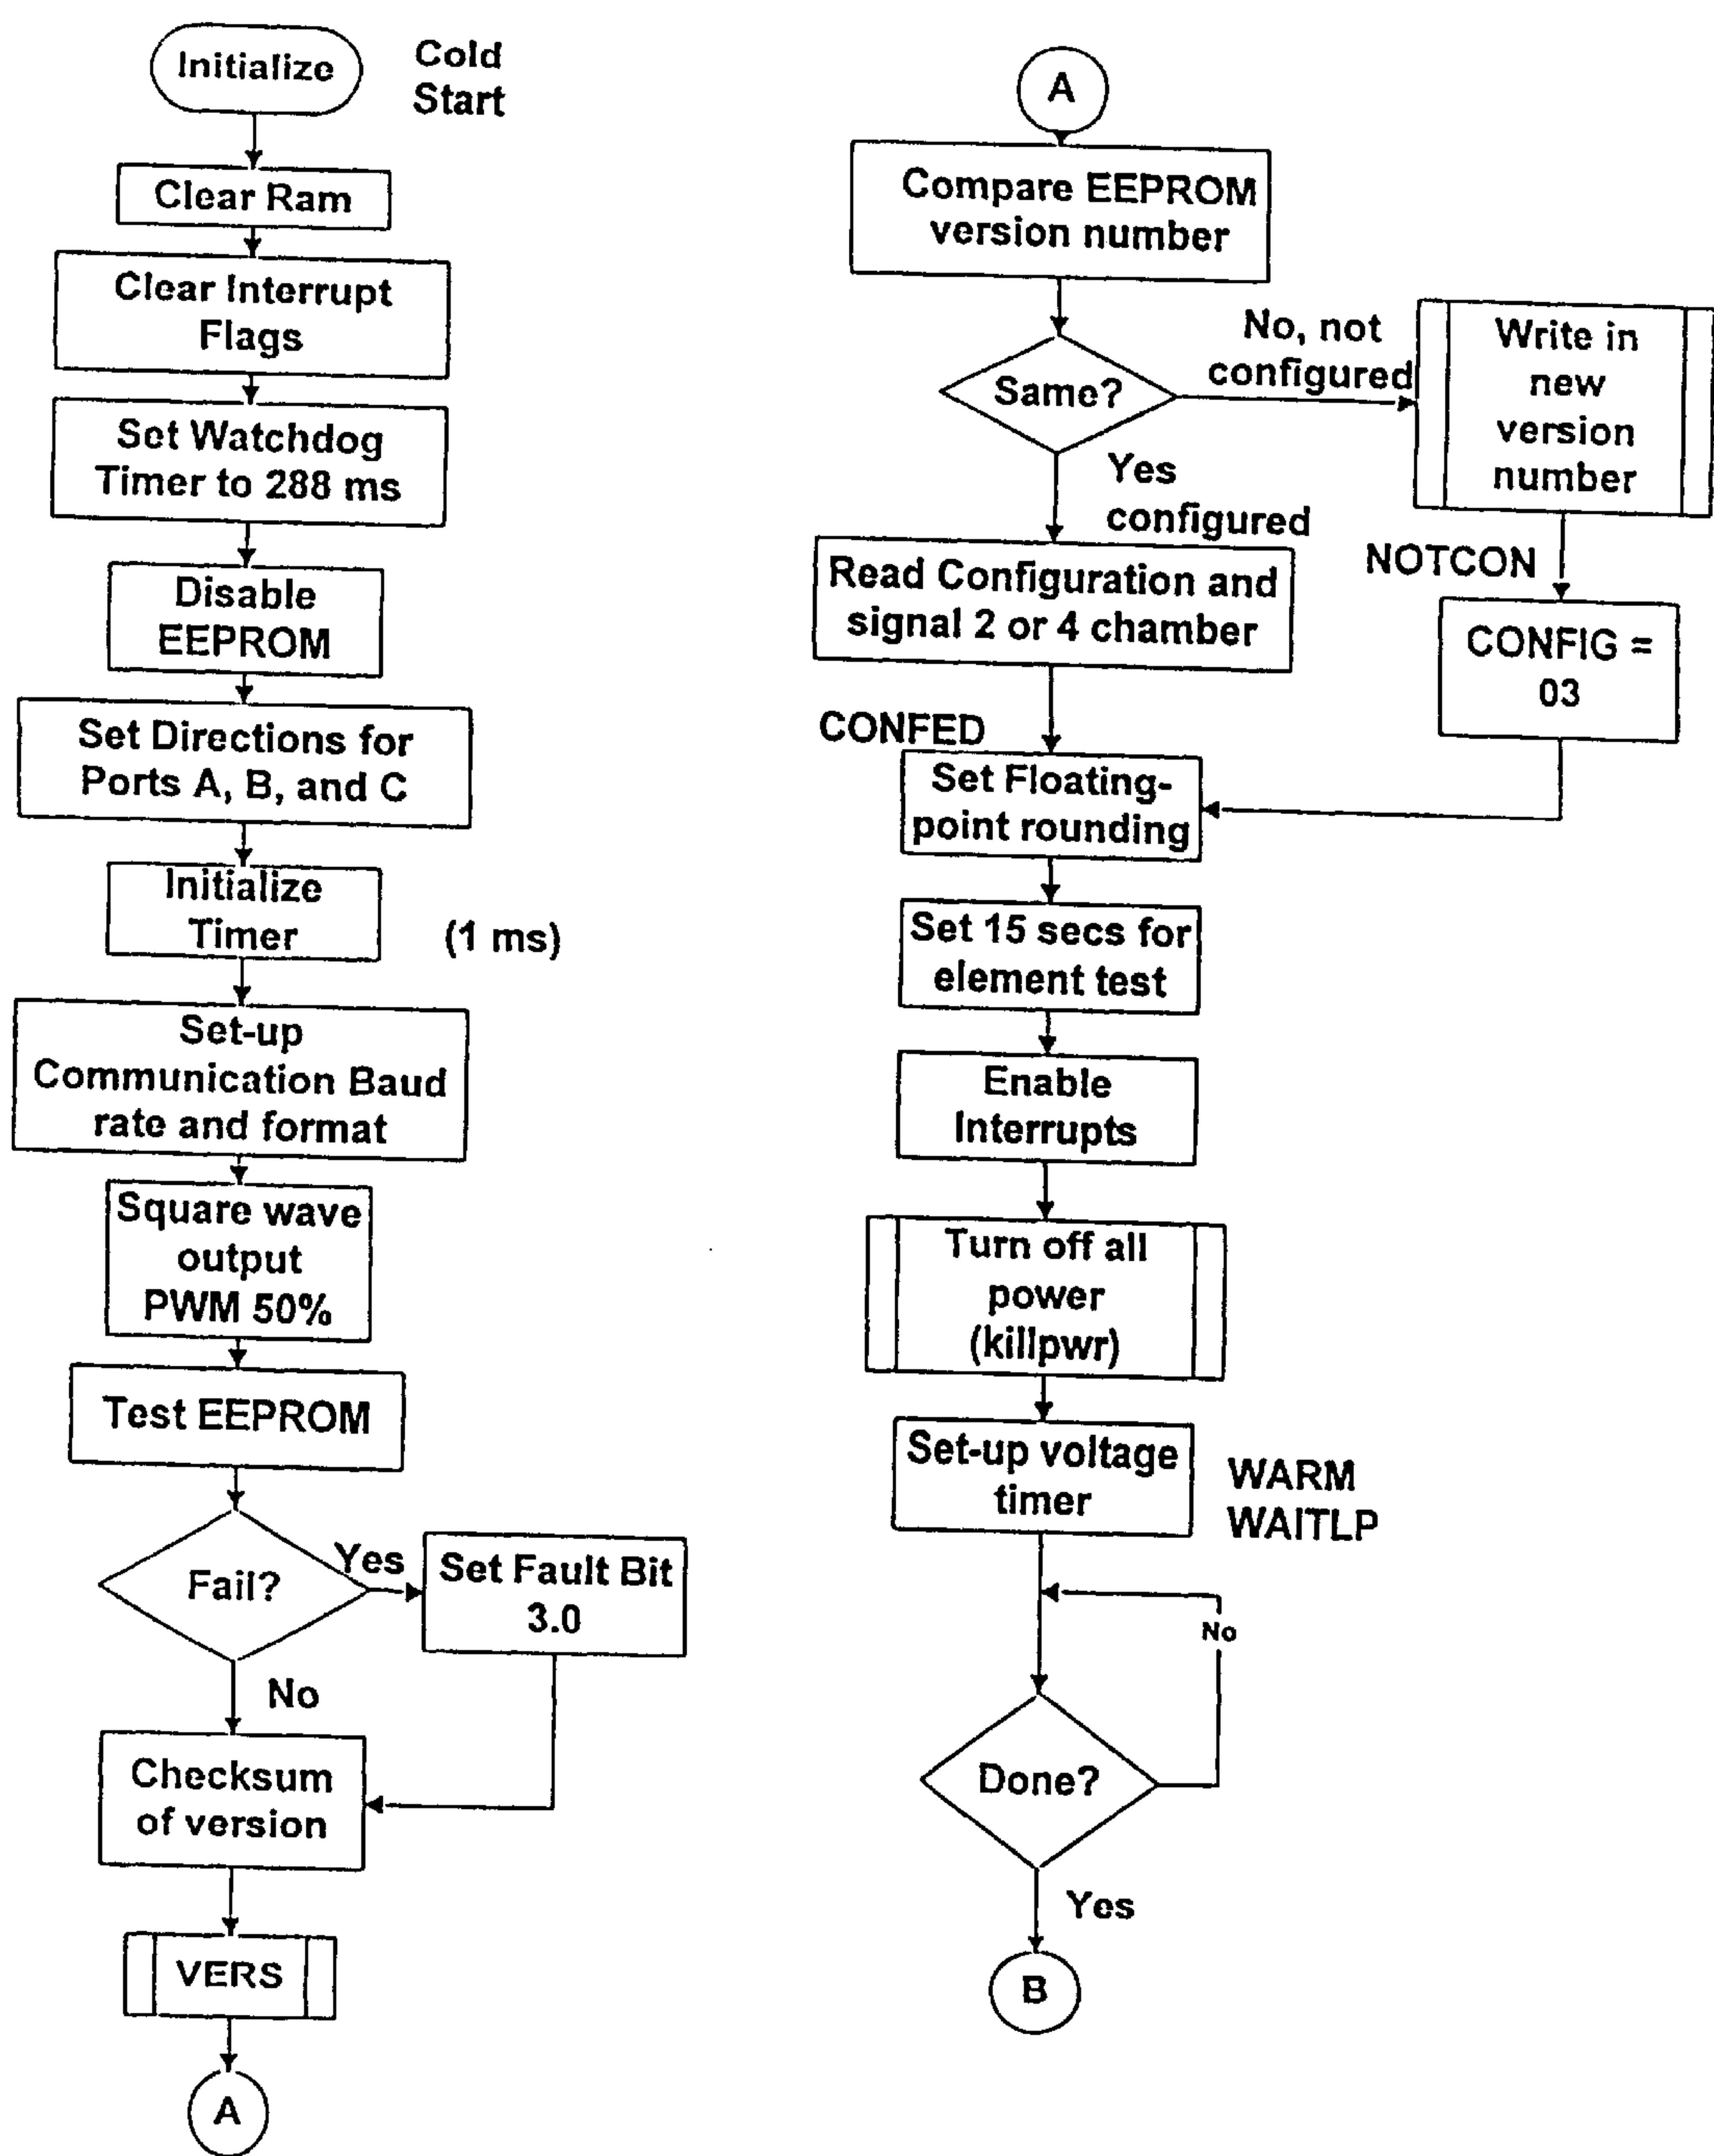 Initialize
Cold
Start
Clear Ram
Clear Interrupt
Flags
Set Watchdog
Timer to 288 ms
Disable
EEPROM
Set Directions for
Ports A, B, and C
Initialize
Timer
(1 ms)
Set-up
Communication Baud
rate and format
Square wave
output
PWM 50%
Test EEPROM
Fail?
Yes
Set Fault Bit
3.0
No
Checksum
of version
VERS
A
A
Compare EEPROM
version number
Same?
No, not
configured
Write in
new
version
number
Yes
configured
NOTCON
CONFIG =
03
Read Configuration and
signal 2 or 4 chamber
CONFED
Set Floating-
point rounding
Set 15 secs for
element test
Enable
Interrupts
Turn off all
power
(killpwr)
Set-up voltage
timer
WARM
WAITLP
No
Done?
Yes
B